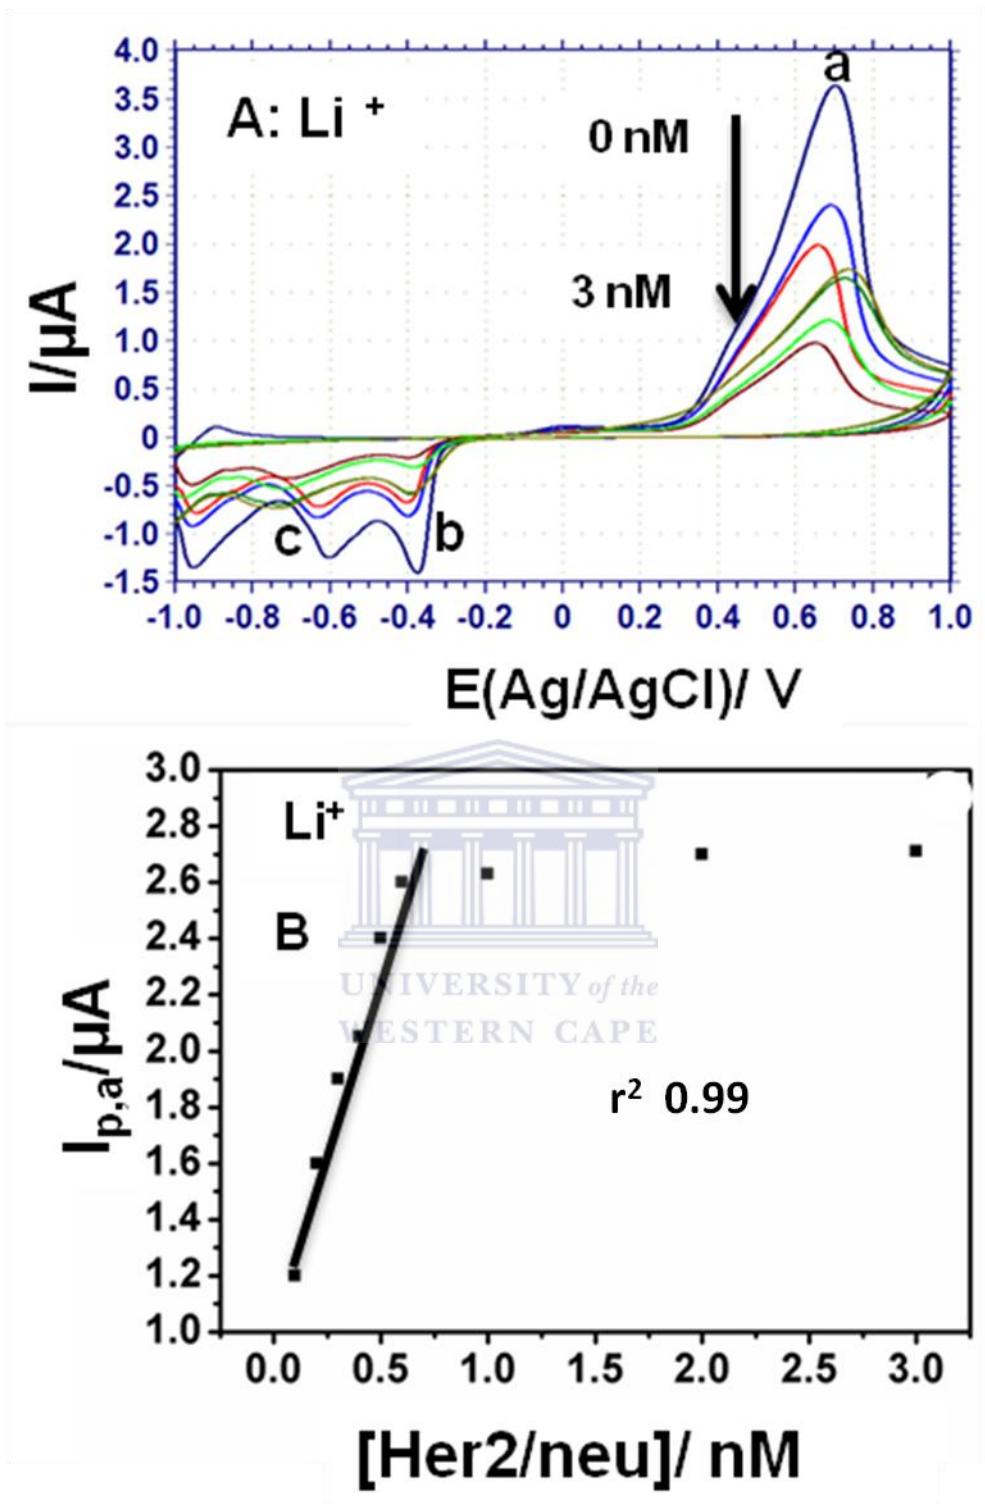 4.0
3.5
3.0
2.5
2.0
1.5
1.0
0.5
0
-0.5
-1.0
-1.5
A: Li +
a
0 nM
3 nM
c
b
I/µA
-1.0 -0.8 -0.6 -0.4 -0.2 0 0.2 0.4 0.6 0.8 1.0
E(Ag/AgCl)/ V
3.0
2.8
2.6
2.4
2.2
2.0
1.8
1.6
1.4
1.2
1.0
Li+
B
UNIVERSITY of the
WESTERN CAPE
r² 0.99
Ip,a/µA
0.0 0.5 1.0 1.5 2.0 2.5 3.0
[Her2/neu]/ nM